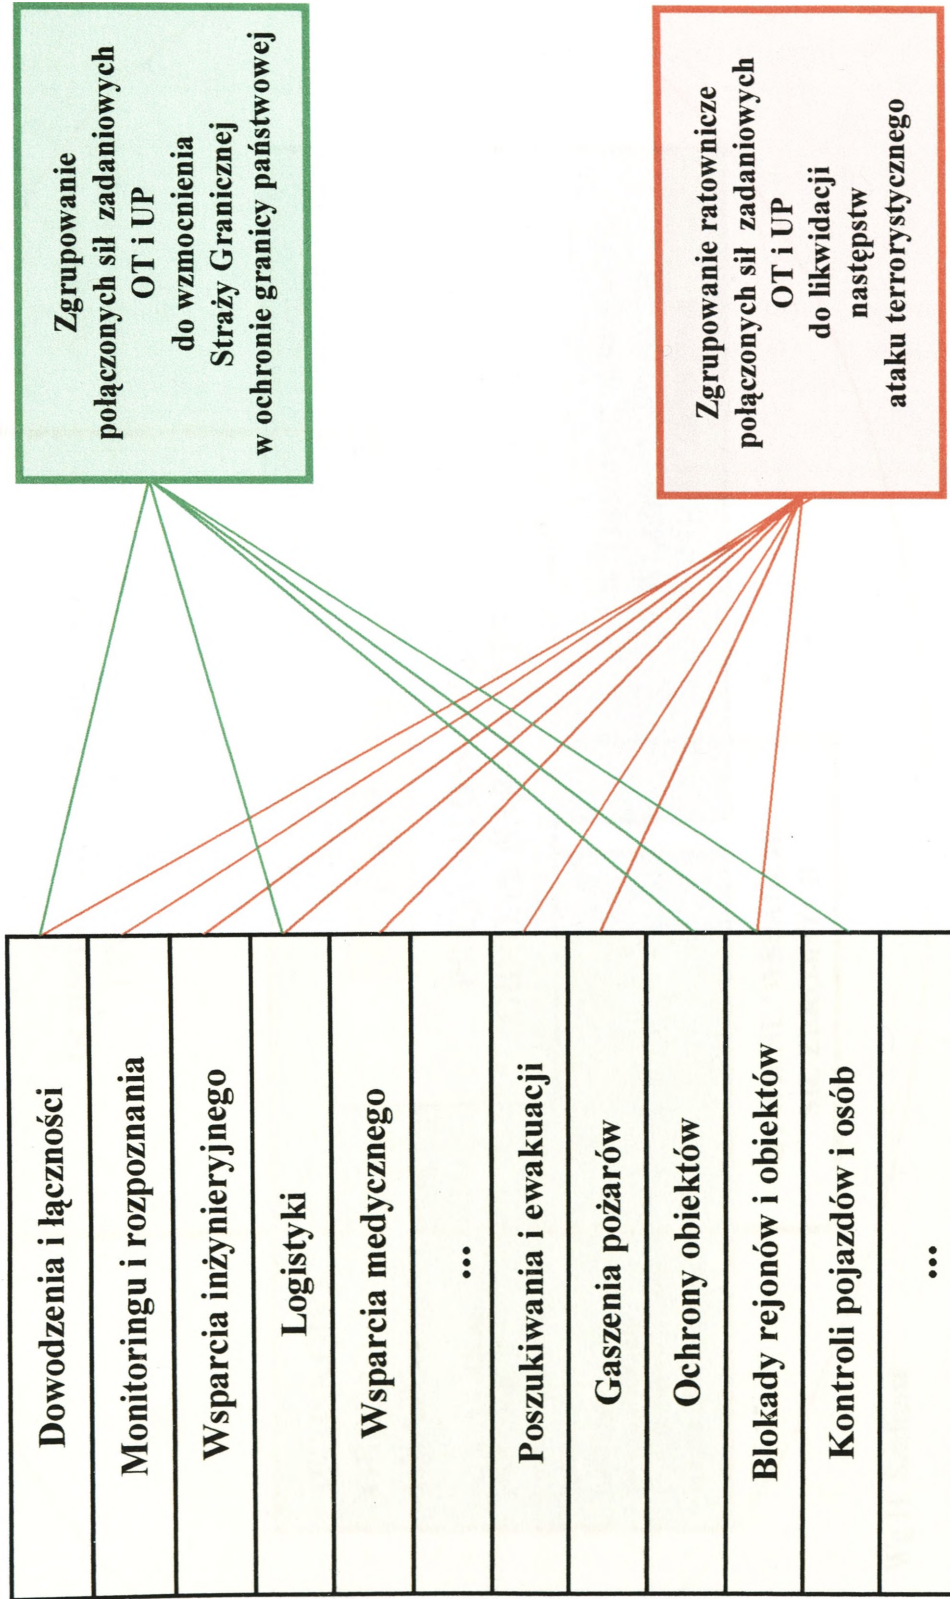 Dowodzenia i łączności
Monitoringu i rozpoznania
Wsparcia inżynieryjnego
Logistyki
Wsparcia medycznego
...
Poszukiwania i ewakuacji
Gaszenia pożarów
Ochrony obiektów
Blokady rejonów i obiektów
Kontroli pojazdów i osób
...
Zgrupowanie
połączonych sił zadaniowych
OT i UP
do wzmocnienia
Straży Granicznej
w ochronie granicy państwowej
Zgrupowanie ratownicze
połączonych sił zadaniowych
OT i UP
do likwidacji
następstw
ataku terrorystycznego